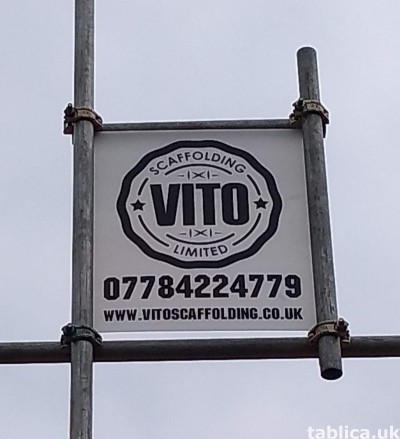 SCAFFOLDING
VITO
LIMITED
07784224779
WWW.VITOSCAFFOLDING.CO.UK
tablica.uk